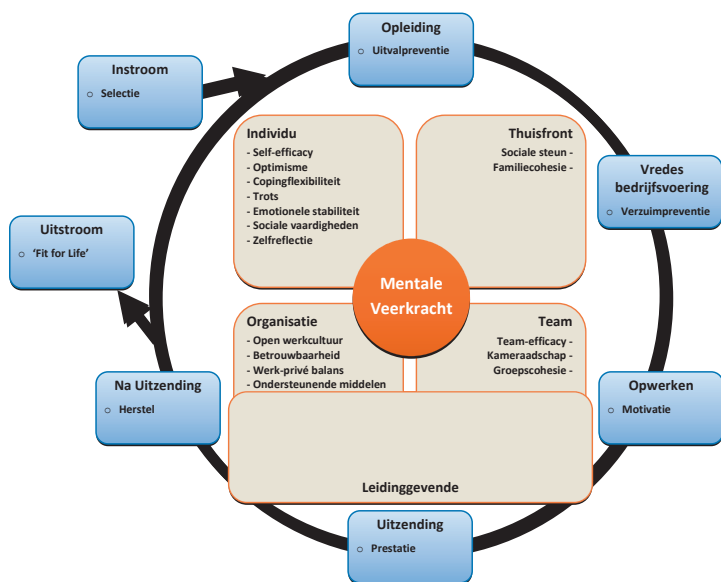 Opleiding
○ Uitvalpreventie
Instroom
○ Selectie
Individu
- Self-efficacy
- Optimisme
- Copingflexibiliteit
- Trots
- Emotionele stabiliteit
- Sociale vaardigheden
- Zelfreflectie
Thuisfront
Sociale steun -
Familiecohesie -
Vredes
bedrijfsvoering
○ Verzuimpreventie
Uitstroom
○ ‘Fit for Life’
Mentale
Veerkracht
Organisatie
- Open werkcultuur
- Betrouwbaarheid
- Werk-privé balans
- Ondersteunende middelen
Team
Team-efficacy -
Kameraadschap -
Groepscohesie -
Na Uitzending
○ Herstel
Opwerken
○ Motivatie
Leidinggevende
Uitzending
○ Prestatie